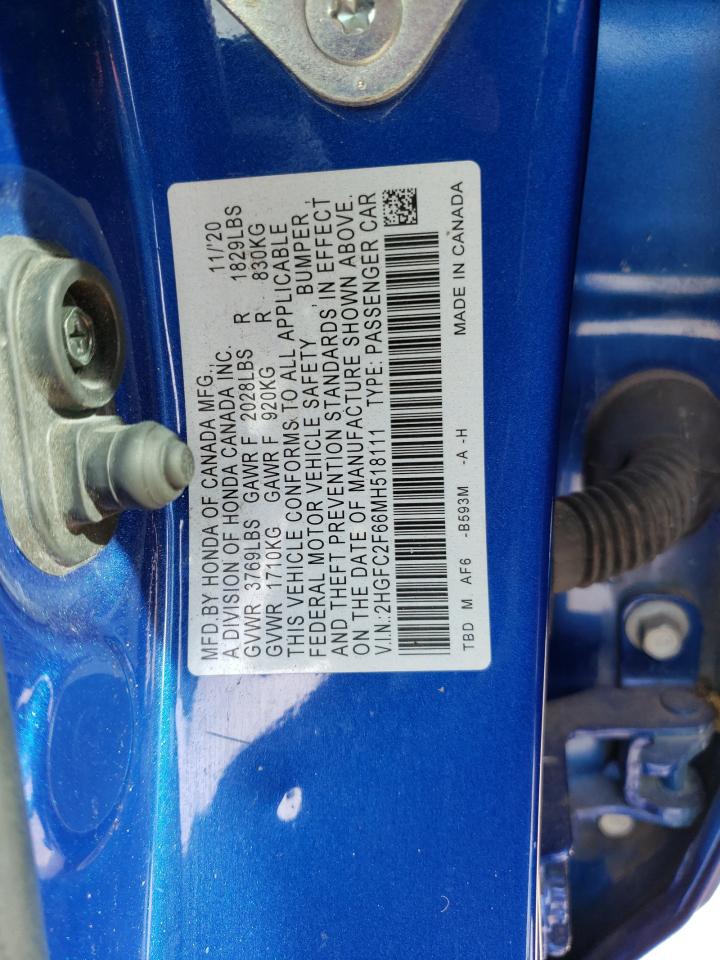 MFD.BY HONDA OF CANADA MFG., 11/'20
A DIVISION OF HONDA CANADA INC.
GVWR 3769LBS GAWR F 2028LBS R 1829LBS
GVWR 1710KG GAWR F 920KG R 830KG
THIS VEHICLE CONFORMS TO ALL APPLICABLE
FEDERAL MOTOR VEHICLE SAFETY, BUMPER,
AND THEFT PREVENTION STANDARDS IN EFFECT
ON THE DATE OF MANUFACTURE SHOWN ABOVE.
V.I.N.:2HGFC2F66MH518111 TYPE: PASSENGER CAR
TBD M AF6 -B593M -A -H MADE IN CANADA